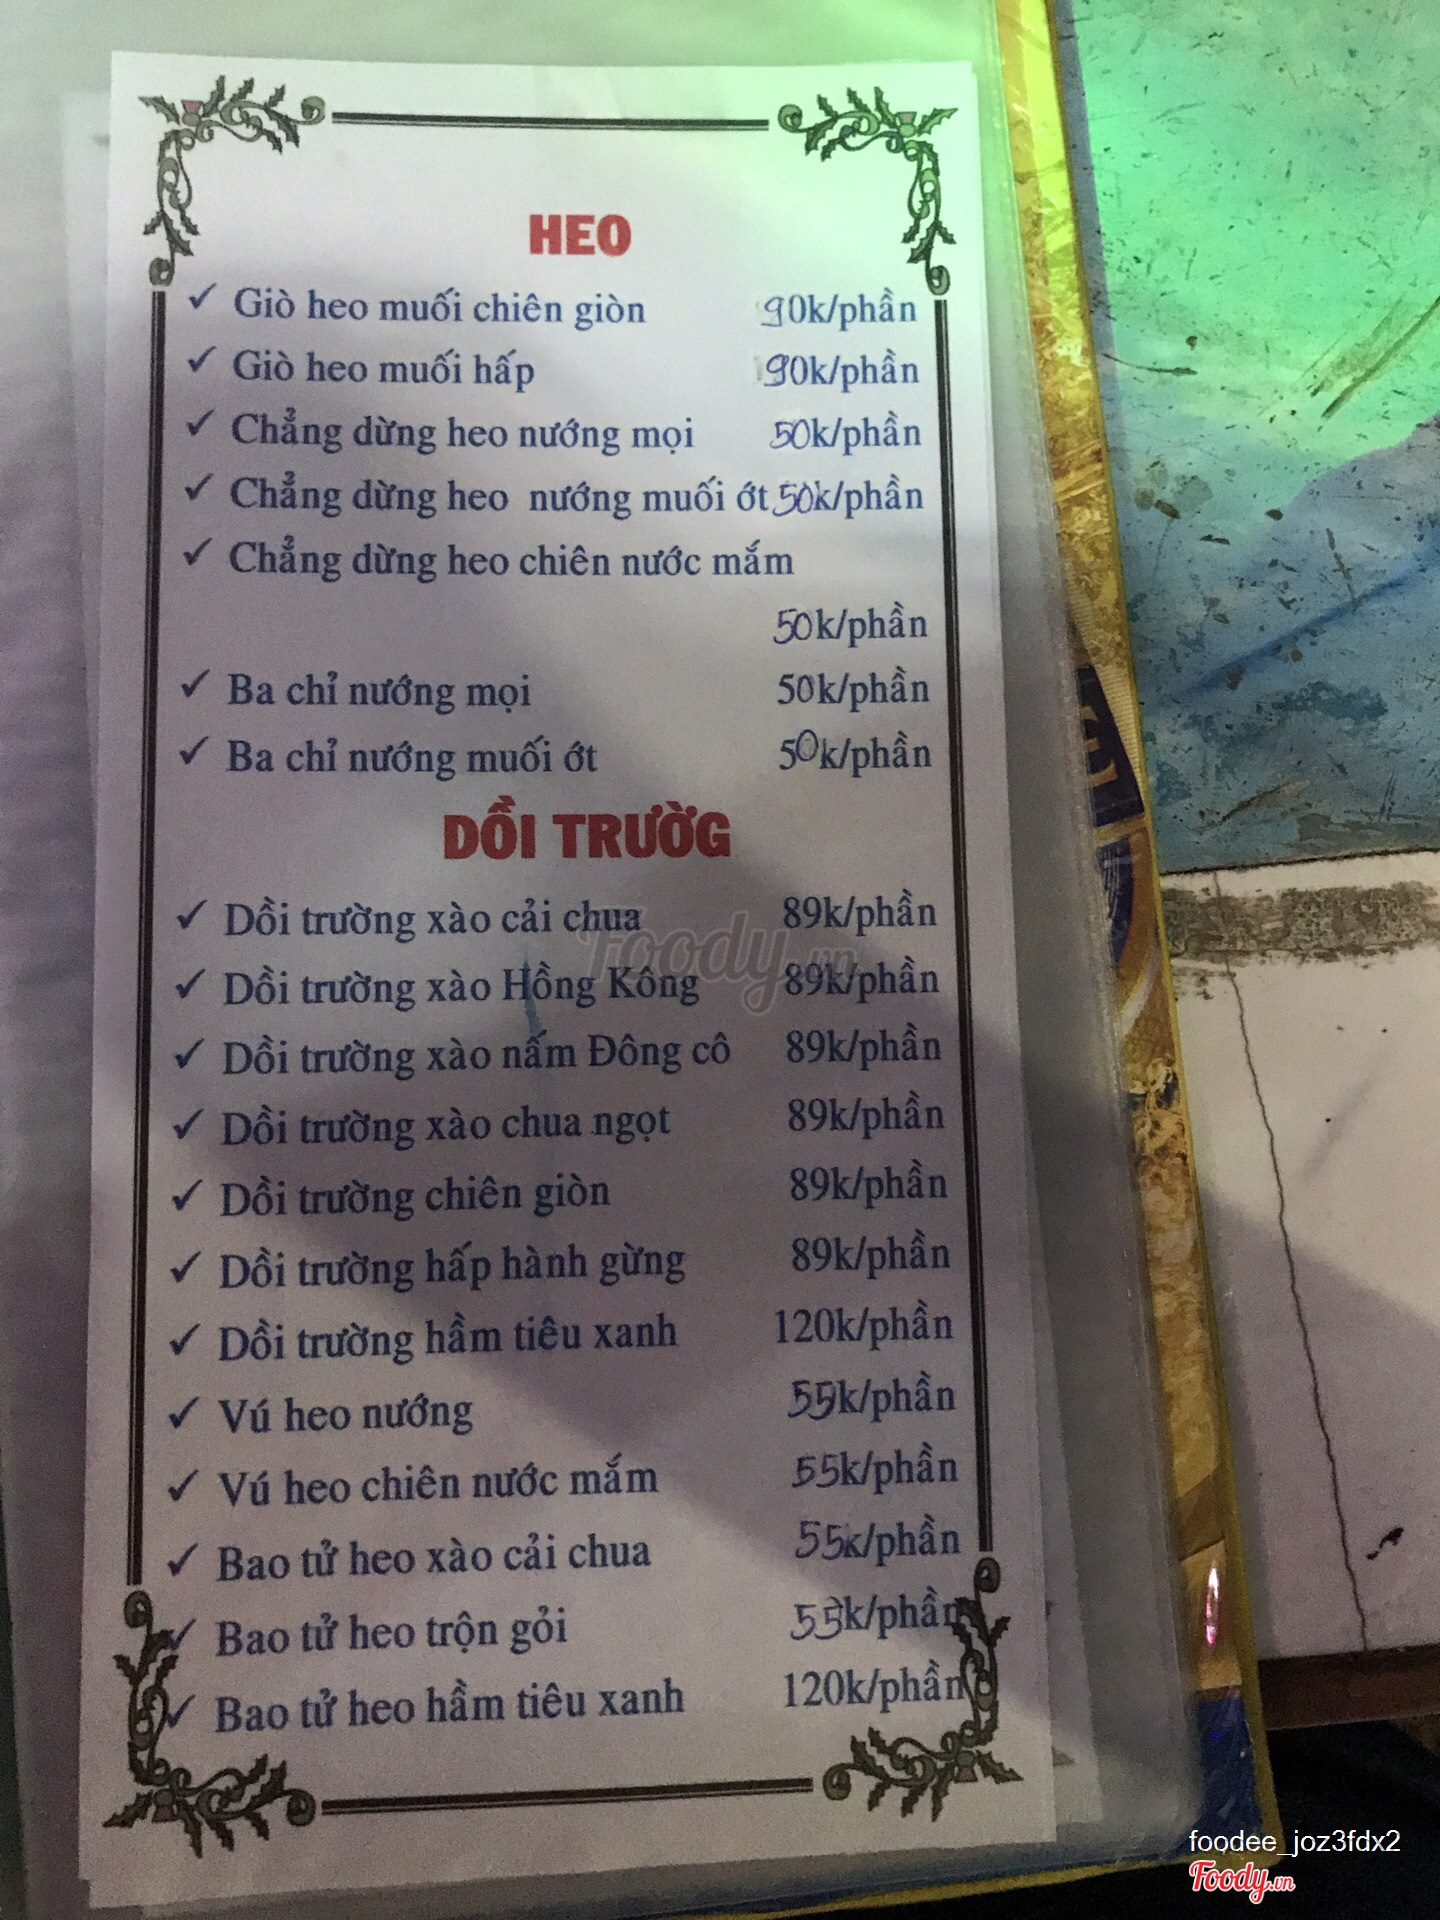 HEO
✓ Giò heo muối chiên giòn 90k/phần
✓ Giò heo muối hấp 90k/phần
✓ Chẳng dừng heo nướng mọi 50k/phần
✓ Chẳng dừng heo nướng muối ớt 50k/phần
✓ Chẳng dừng heo chiên nước mắm
50k/phần
✓ Ba chỉ nướng mọi 50k/phần
✓ Ba chỉ nướng muối ớt 50k/phần
DỒI TRƯỜG
✓ Dồi trường xào cải chua 89k/phần
✓ Dồi trường xào Hồng Kông 89k/phần
✓ Dồi trường xào nấm Đông cô 89k/phần
✓ Dồi trường xào chua ngọt 89k/phần
✓ Dồi trường chiên giòn 89k/phần
✓ Dồi trường hấp hành gừng 89k/phần
✓ Dồi trường hầm tiêu xanh 120k/phần
✓ Vú heo nướng 55k/phần
✓ Vú heo chiên nước mắm 55k/phần
✓ Bao tử heo xào cải chua 55k/phần
✓ Bao tử heo trộn gỏi 55k/phần
✓ Bao tử heo hầm tiêu xanh 120k/phần
Foody.vn
foodee_joz3fdx2
Foody.vn